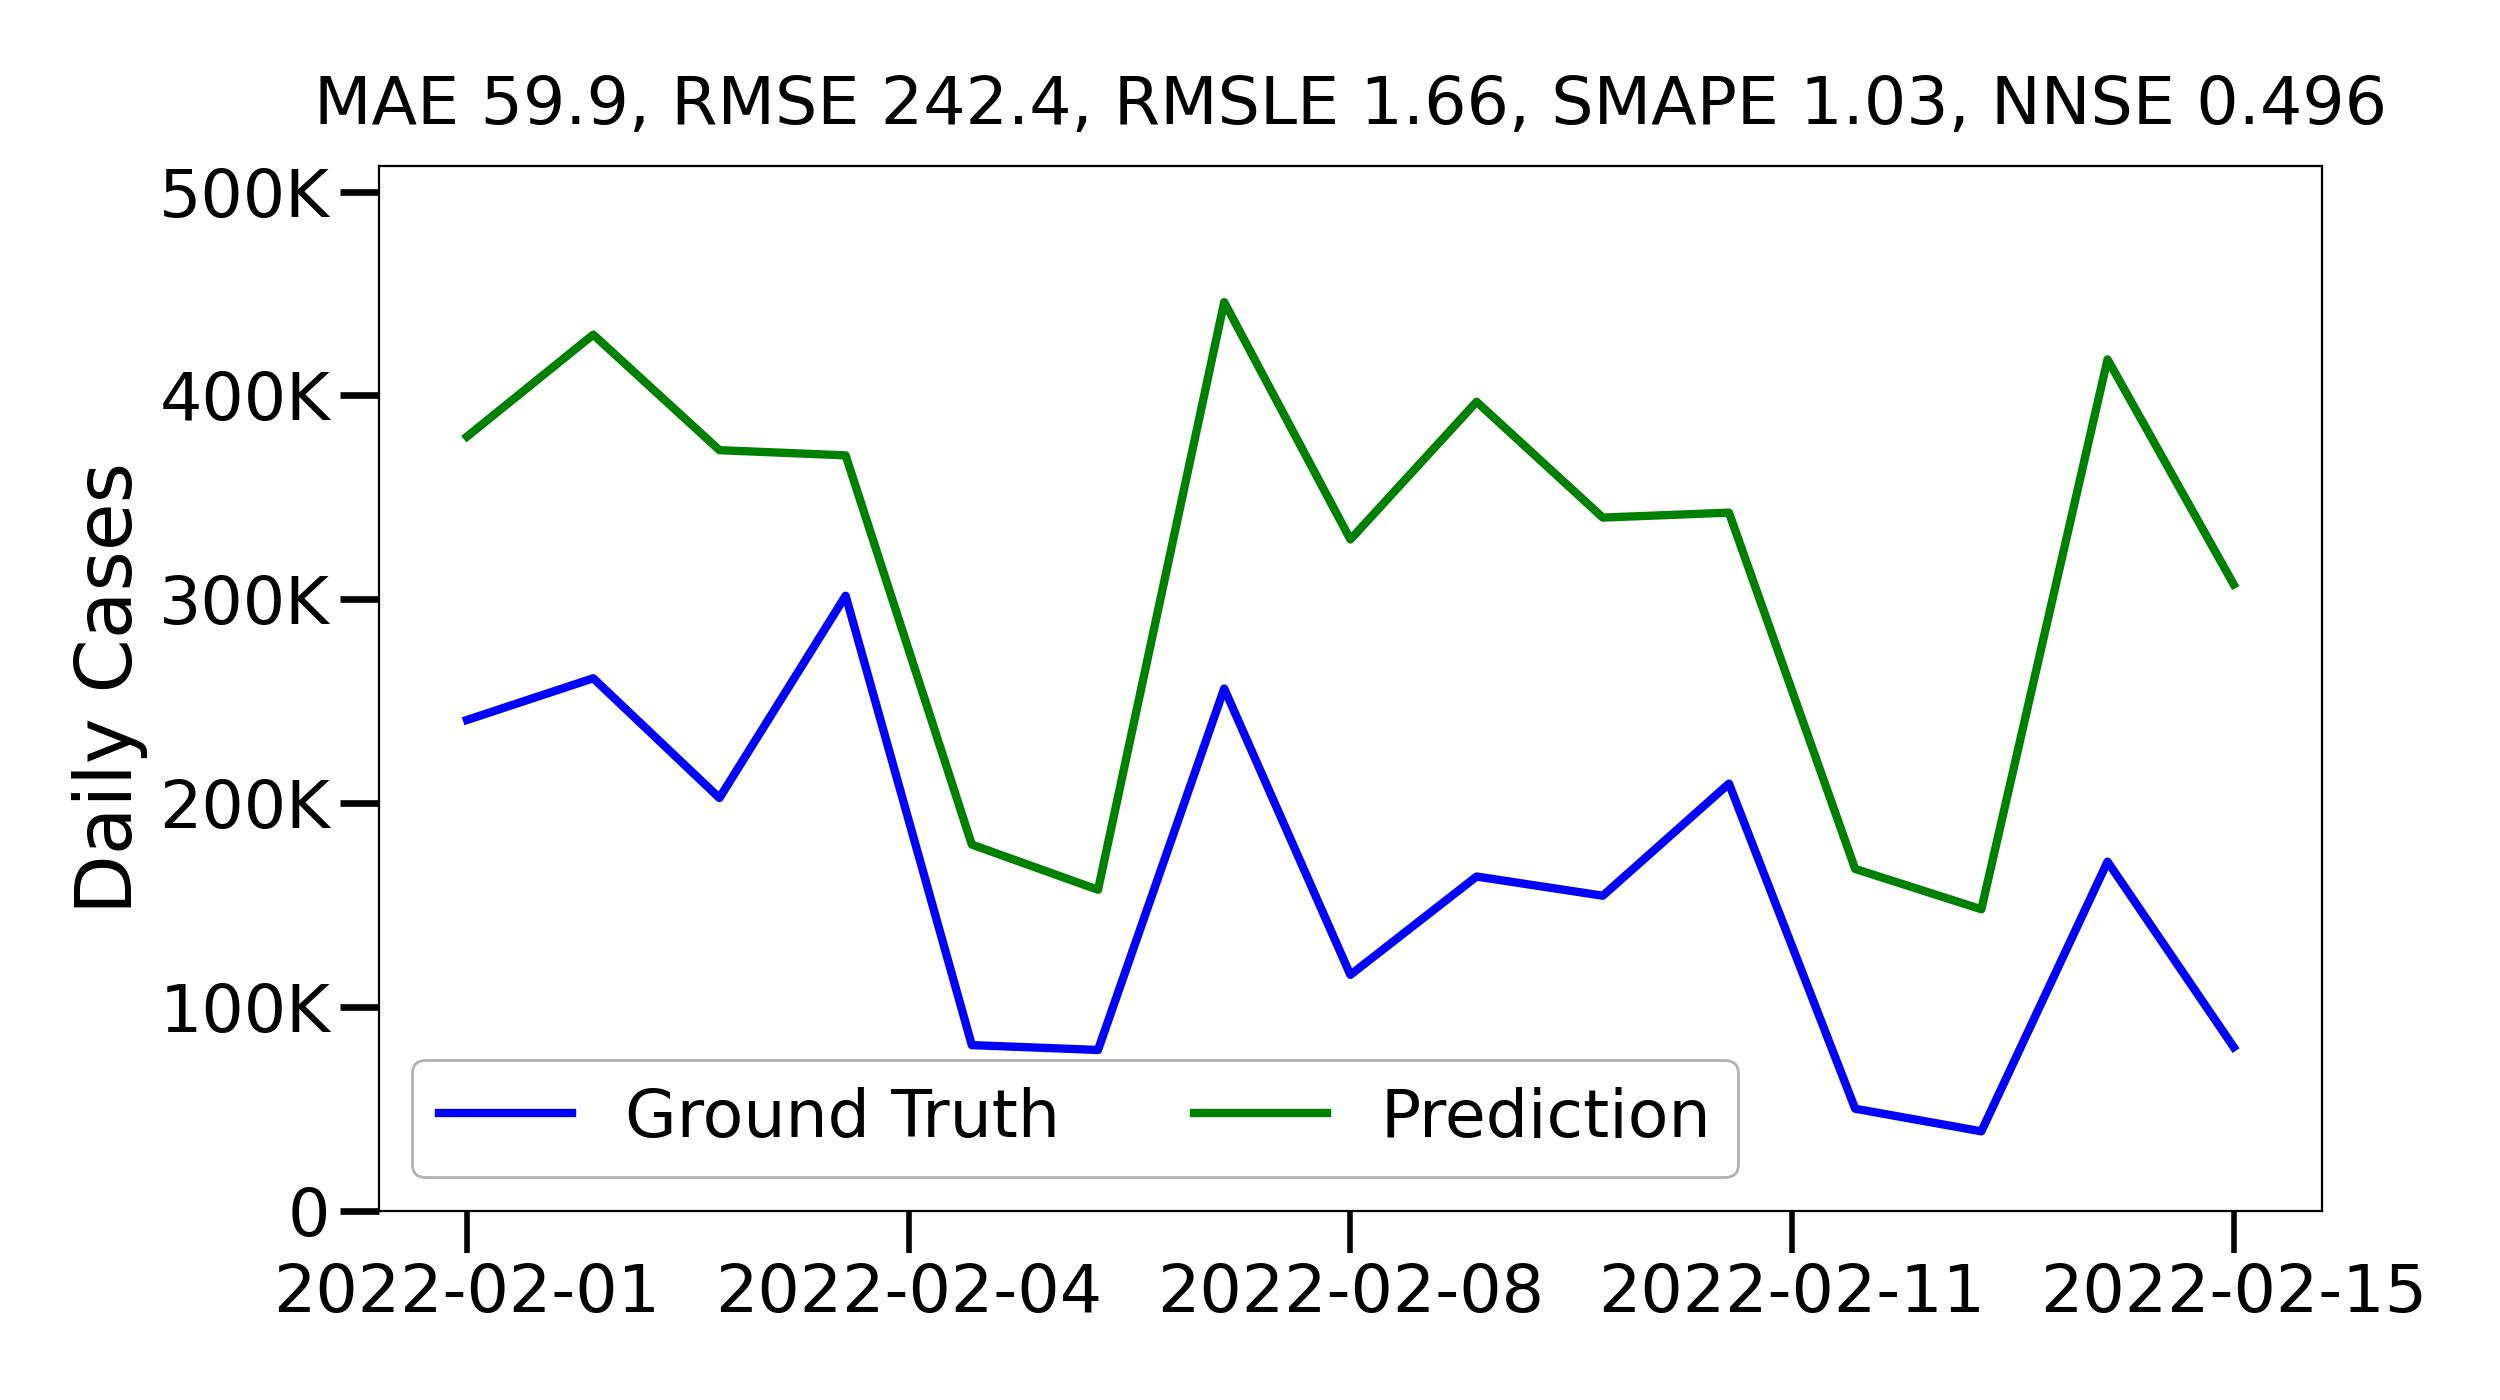 MAE 59.9, RMSE 242.4, RMSLE 1.66, SMAPE 1.03, NNSE 0.496
500K
400K
300K
200K
100K
0
Daily Cases
Ground Truth
Prediction
2022-02-01
2022-02-04
2022-02-08
2022-02-11
2022-02-15